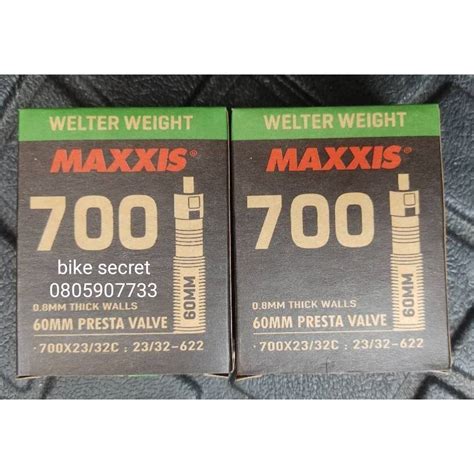 WELTER WEIGHT
MAXXIS®
700
60MM
bike secret
0805907733
0.8MM THICK WALLS
60MM PRESTA VALVE
700X23/32C ; 23/32-622
WELTER WEIGHT
MAXXIS®
700
60MM
0.8MM THICK WALLS
60MM PRESTA VALVE
700X23/32C ; 23/32-622